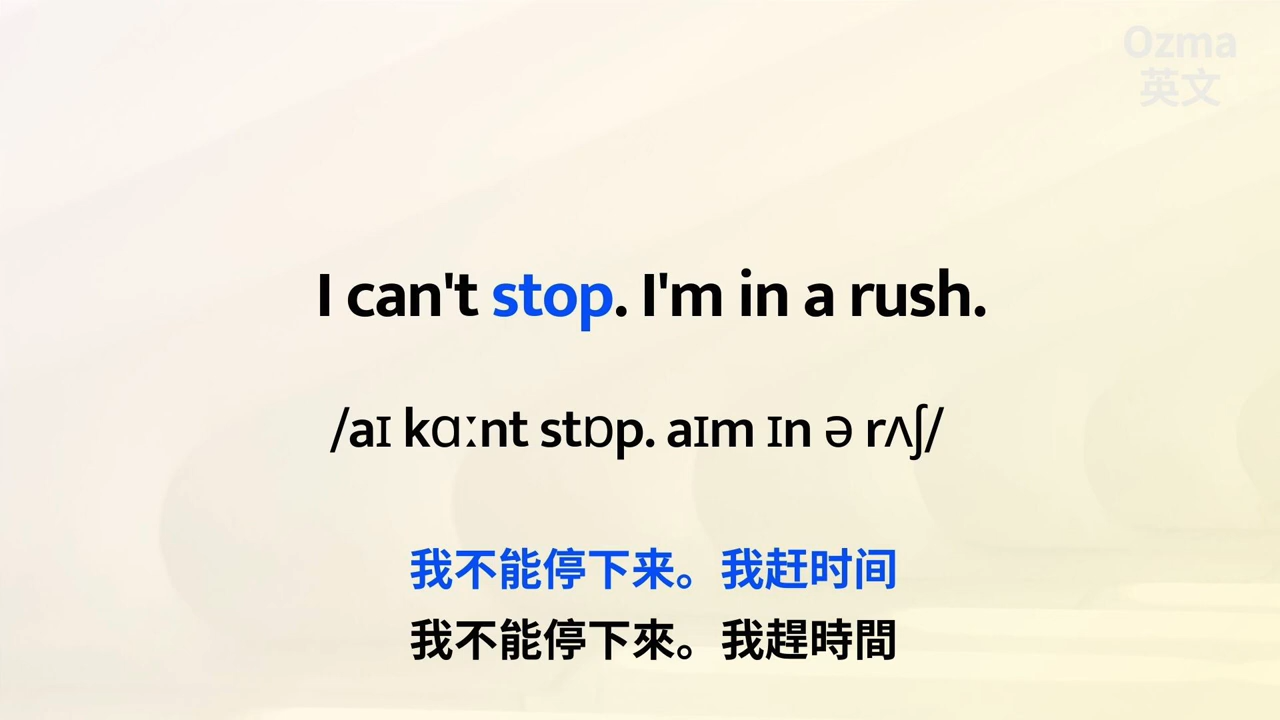 Ozma
英文
I can't stop. I'm in a rush.
/aɪ kɑːnt stɒp. aɪm ɪn ə rʌʃ/
我不能停下来。我赶时间
我不能停下來。我趕時間